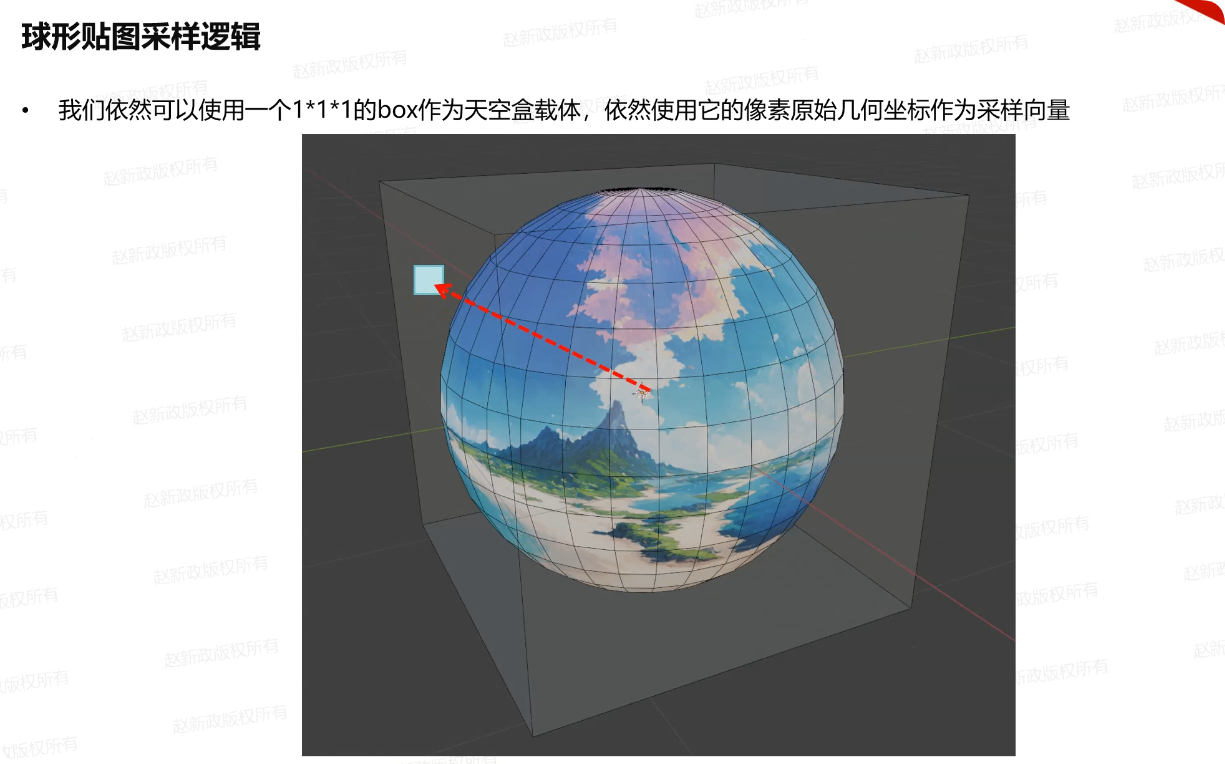 球形贴图采样逻辑
• 我们依然可以使用一个1*1*1的box作为天空盒载体，依然使用它的像素原始几何坐标作为采样向量
赵新政版权所有